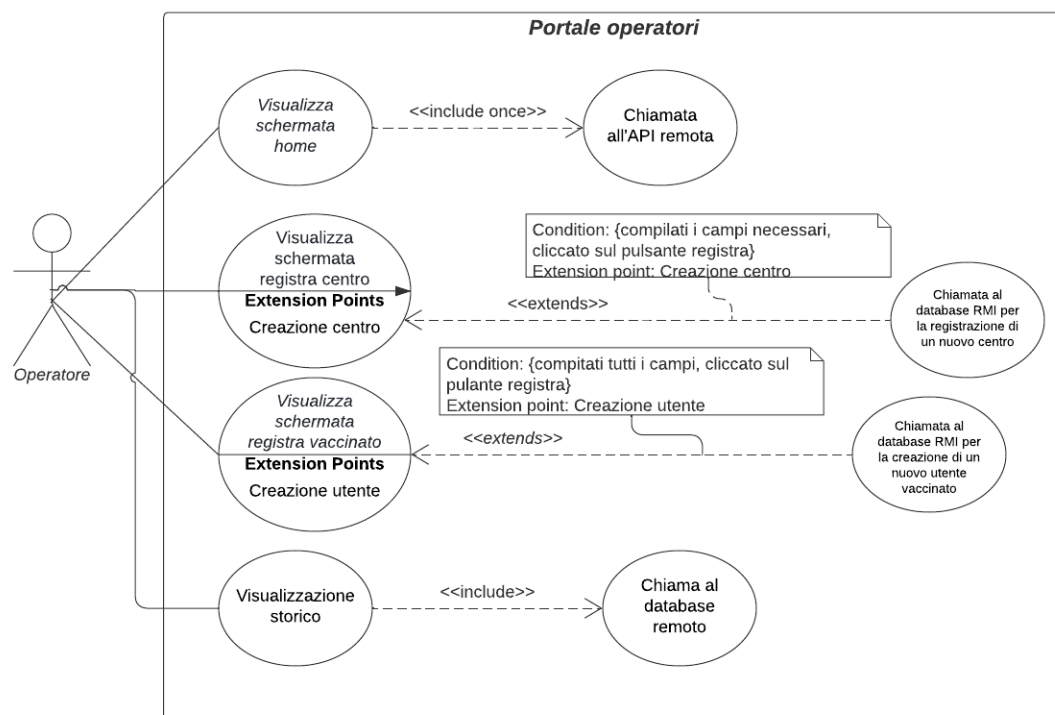 Portale operatori
Visualizza
schermata
home
<<include once>>
Chiamata
all'API remota
Operatore
Visualizza
schermata
registra centro
Extension Points
Creazione centro
Condition: {compilati i campi necessari,
cliccato sul pulsante registra}
Extension point: Creazione centro
<<extends>>
Chiamata al
database RMI per
la registrazione di
un nuovo centro
Visualizza
schermata
registra vaccinato
Extension Points
Creazione utente
Condition: {compitati tutti i campi, cliccato sul
pulante registra}
Extension point: Creazione utente
<<extends>>
Chiamata al
database RMI per
la creazione di un
nuovo utente
vaccinato
Visualizzazione
storico
<<include>>
Chiama al
database
remoto